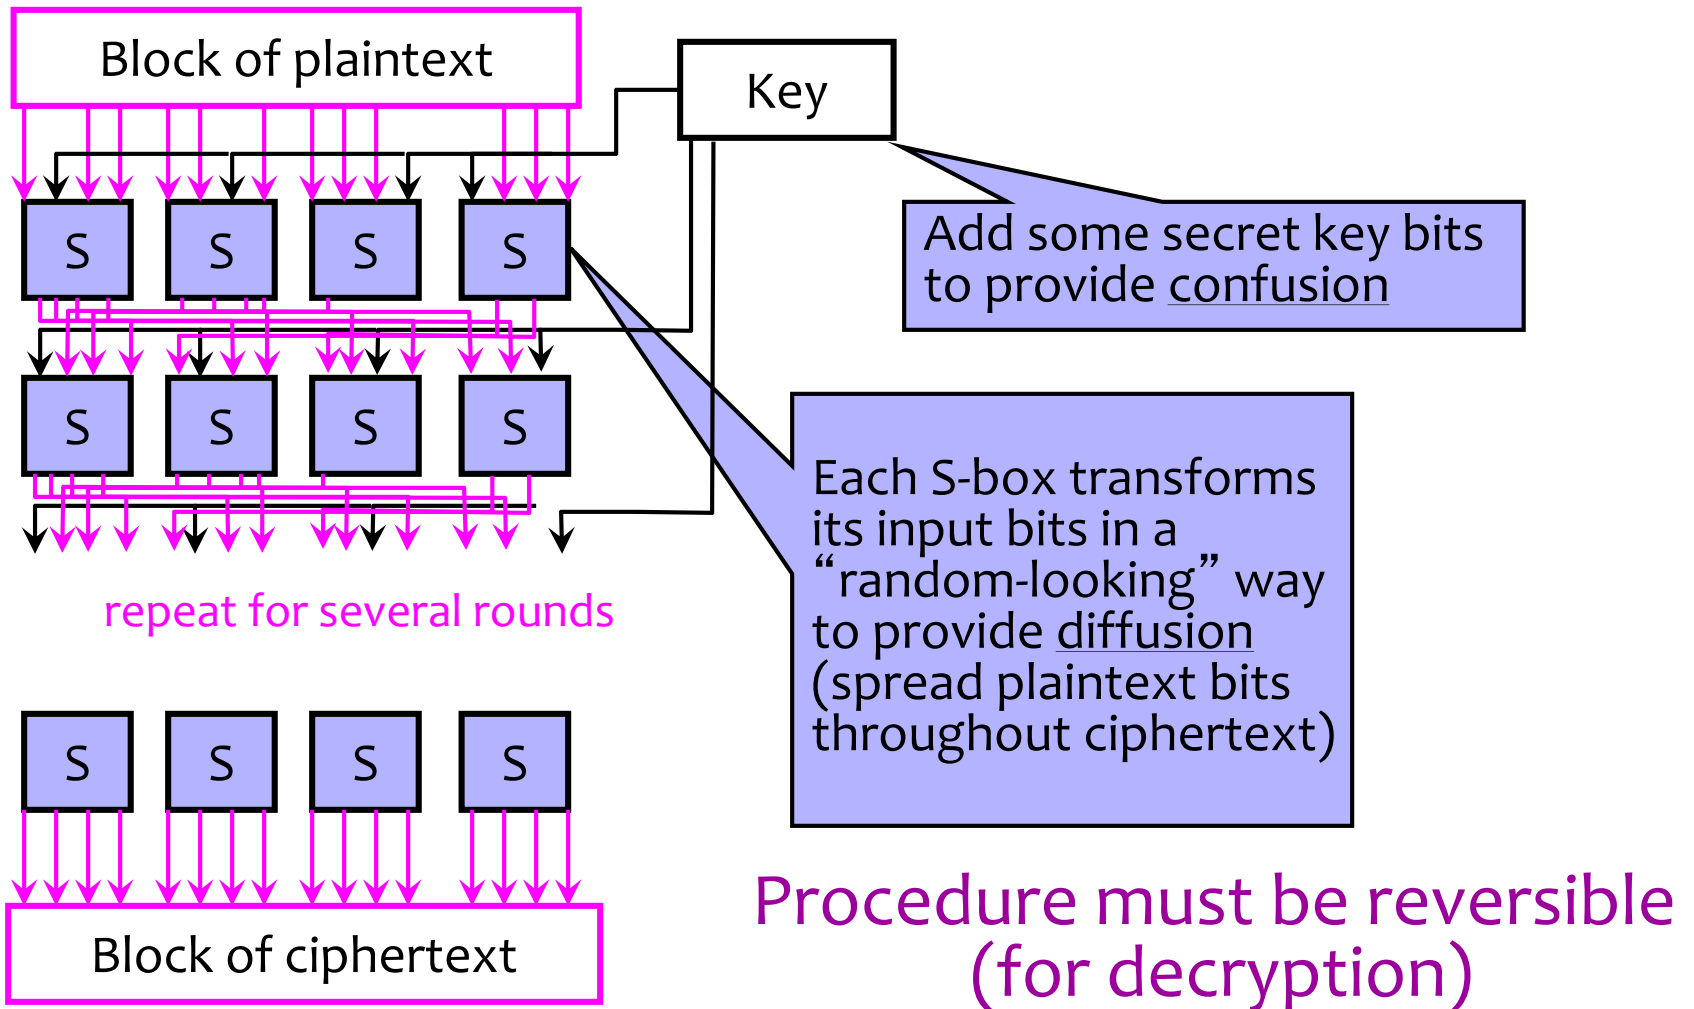 Block of plaintext
Key
Add some secret key bits
to provide confusion
S S S S
S S S S
Each S-box transforms
its input bits in a
“random-looking” way
to provide diffusion
(spread plaintext bits
throughout ciphertext)
repeat for several rounds
S S S S
Block of ciphertext
Procedure must be reversible
(for decryption)